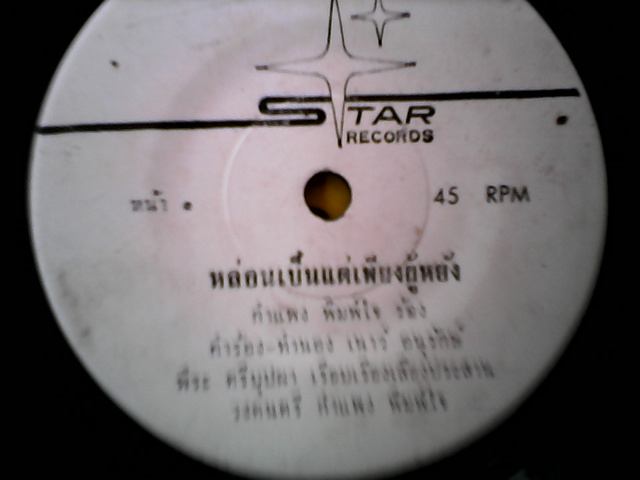 STAR
RECORDS
หน้า
45 RPM
หล่อนเป็นแต่เพียงผู้หญิง
กำแพง พิมพ์ใจ ร้อง
คำร้อง-ทำนอง เนาว์ อนุรักษ์
พีระ ตรีบุปผา เรียบเรียงเสียงประสาน
วงดนตรี กำแพง พิมพ์ใจ